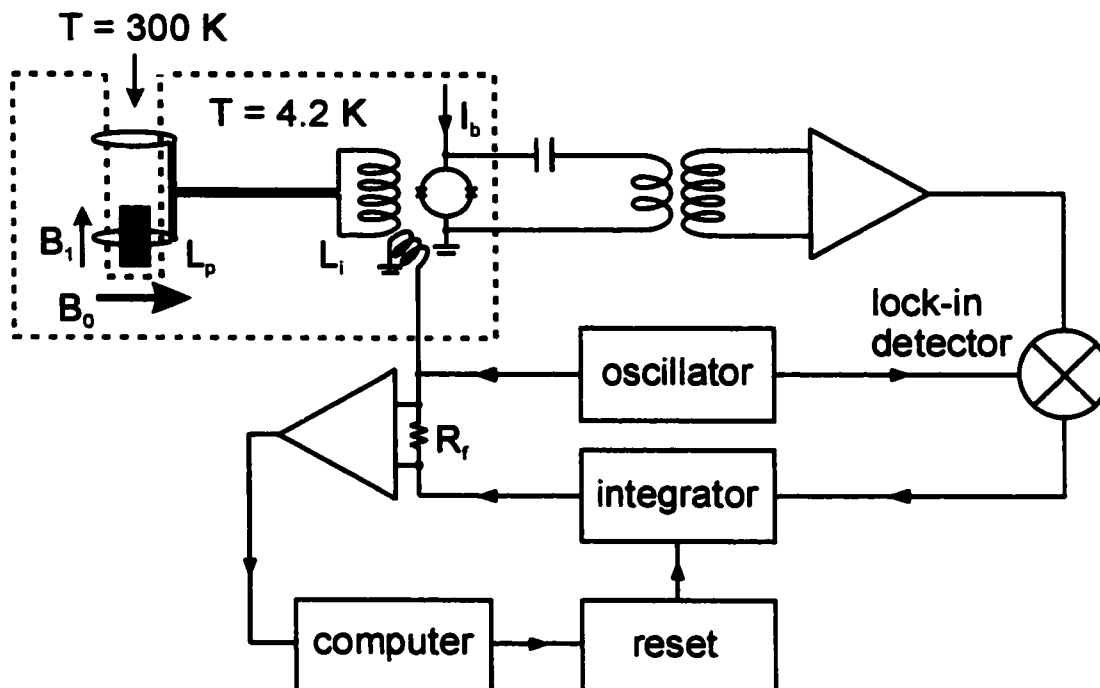 T = 300 K
T = 4.2 K
I_b
B_1
L_p
L_i
B_0
lock-in
detector
oscillator
R_f
integrator
computer
reset